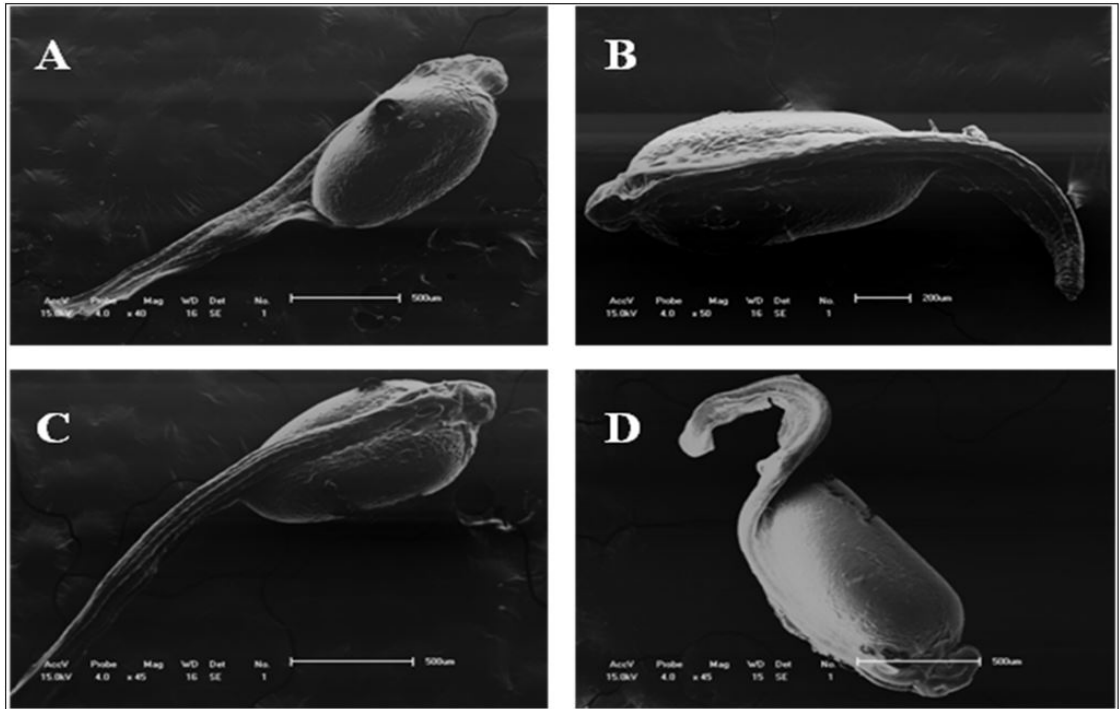 A
AccV Probe Mag WD Det No. 500um
15.0kV 4.0 x 40 16 SE 1
B
AccV Probe Mag WD Det No. 200um
15.0kV 4.0 x 50 16 SE 1
C
AccV Probe Mag WD Det No. 500um
15.0kV 4.0 x 45 16 SE 1
D
AccV Probe Mag WD Det No. 500um
15.0kV 4.0 x 45 15 SE 1